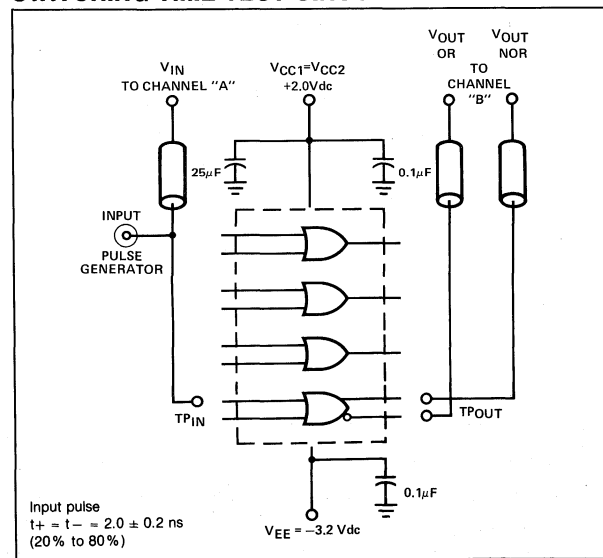 VIN
TO CHANNEL "A"
VCC1=VCC2
+2.0Vdc
VOUT
OR
VOUT
NOR
TO
CHANNEL
"B"
25μF
0.1μF
INPUT
PULSE
GENERATOR
TPIN
TPOUT
0.1μF
VEE = −3.2 Vdc
Input pulse
t+ = t− = 2.0 ± 0.2 ns
(20% to 80%)